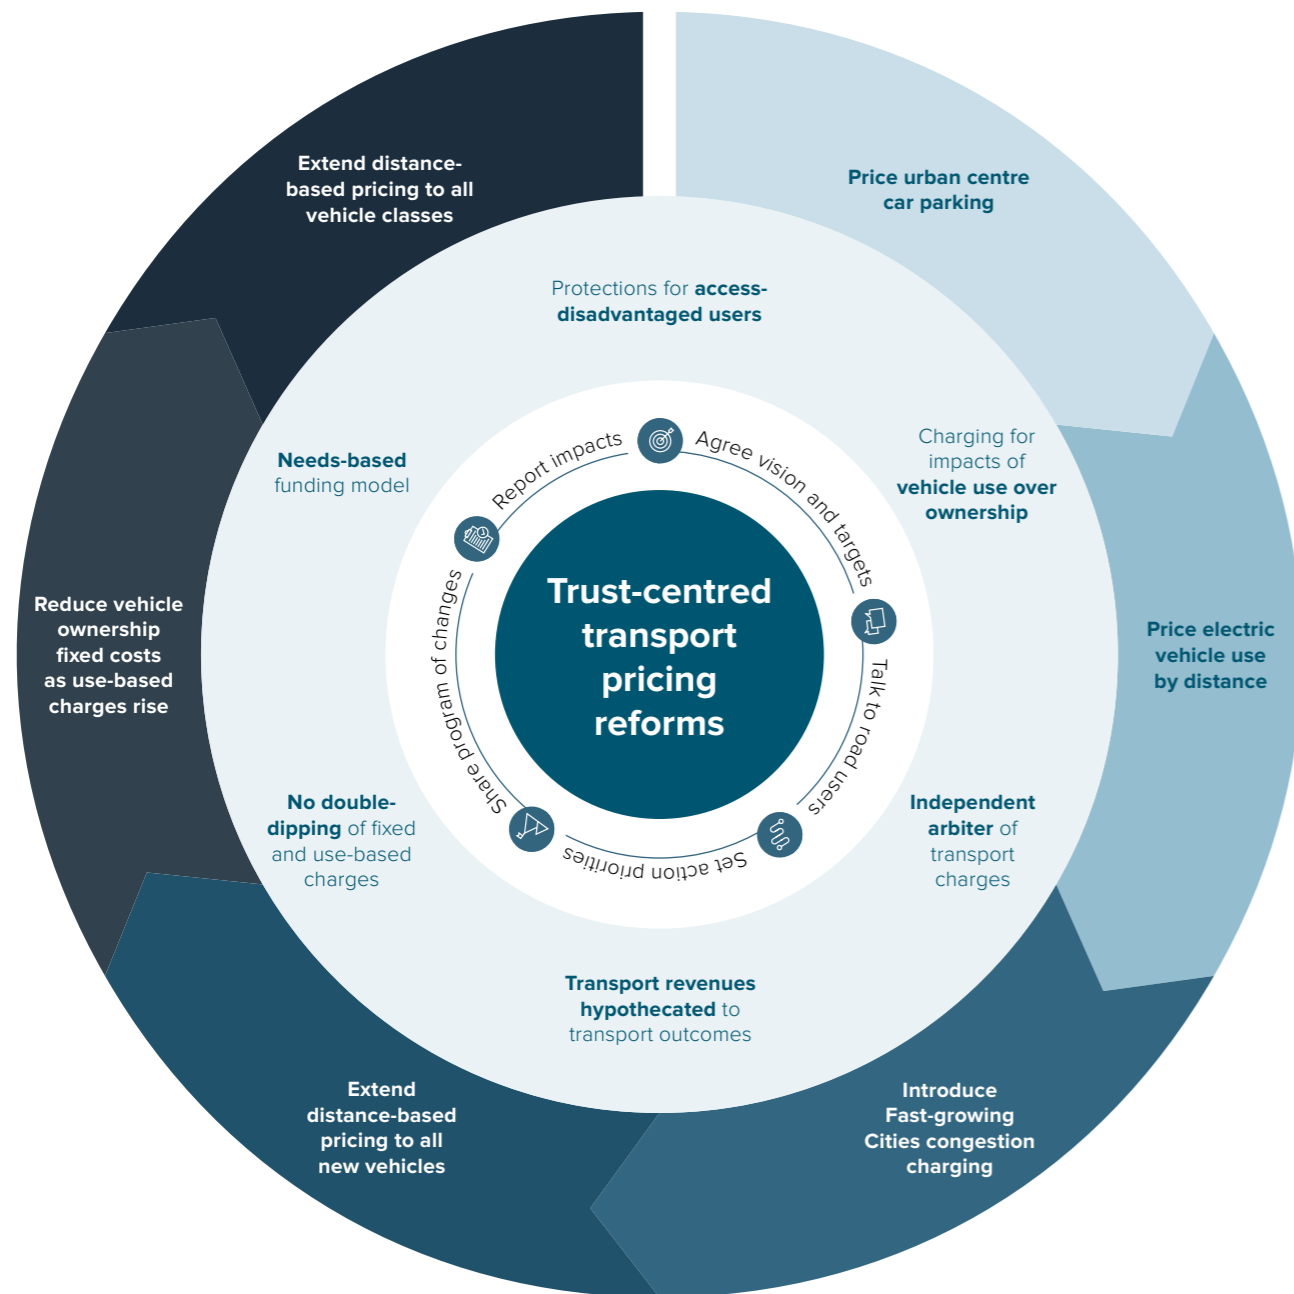 Price urban centre
car parking
Price electric
vehicle use
by distance
Introduce
Fast-growing
Cities congestion
charging
Extend
distance-based
pricing to all
new vehicles
Reduce vehicle
ownership
fixed costs
as use-based
charges rise
Extend distance-
based pricing to all
vehicle classes
Protections for access-
disadvantaged users
Charging for
impacts of
vehicle use over
ownership
Independent
arbiter of
transport
charges
Transport revenues
hypothecated to
transport outcomes
No double-
dipping of fixed
and use-based
charges
Needs-based
funding model
Agree vision and targets
Talk to road users
Set action priorities
Share program of changes
Report impacts
Trust-centred
transport
pricing
reforms